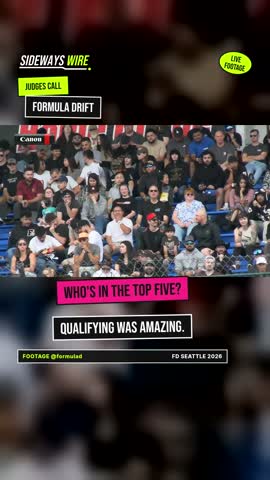 SIDEWAYS WIRE.
LIVE
FOOTAGE
JUDGES CALL
FORMULA DRIFT
Canon
WHO'S IN THE TOP FIVE?
QUALIFYING WAS AMAZING.
FOOTAGE @formulad
FD SEATTLE 2026